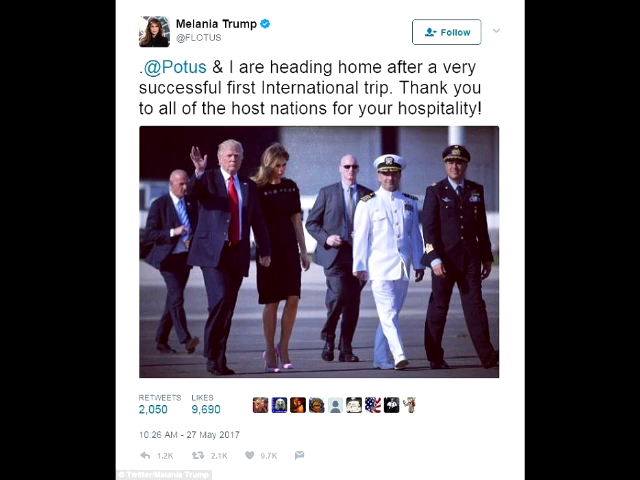 Melania Trump
@FLOTUS
Follow
.@Potus & I are heading home after a very
successful first International trip. Thank you
to all of the host nations for your hospitality!
RETWEETS LIKES
2,050 9,690
10:26 AM - 27 May 2017
1.2K 2.1K 9.7K
© Twitter/Melania Trump